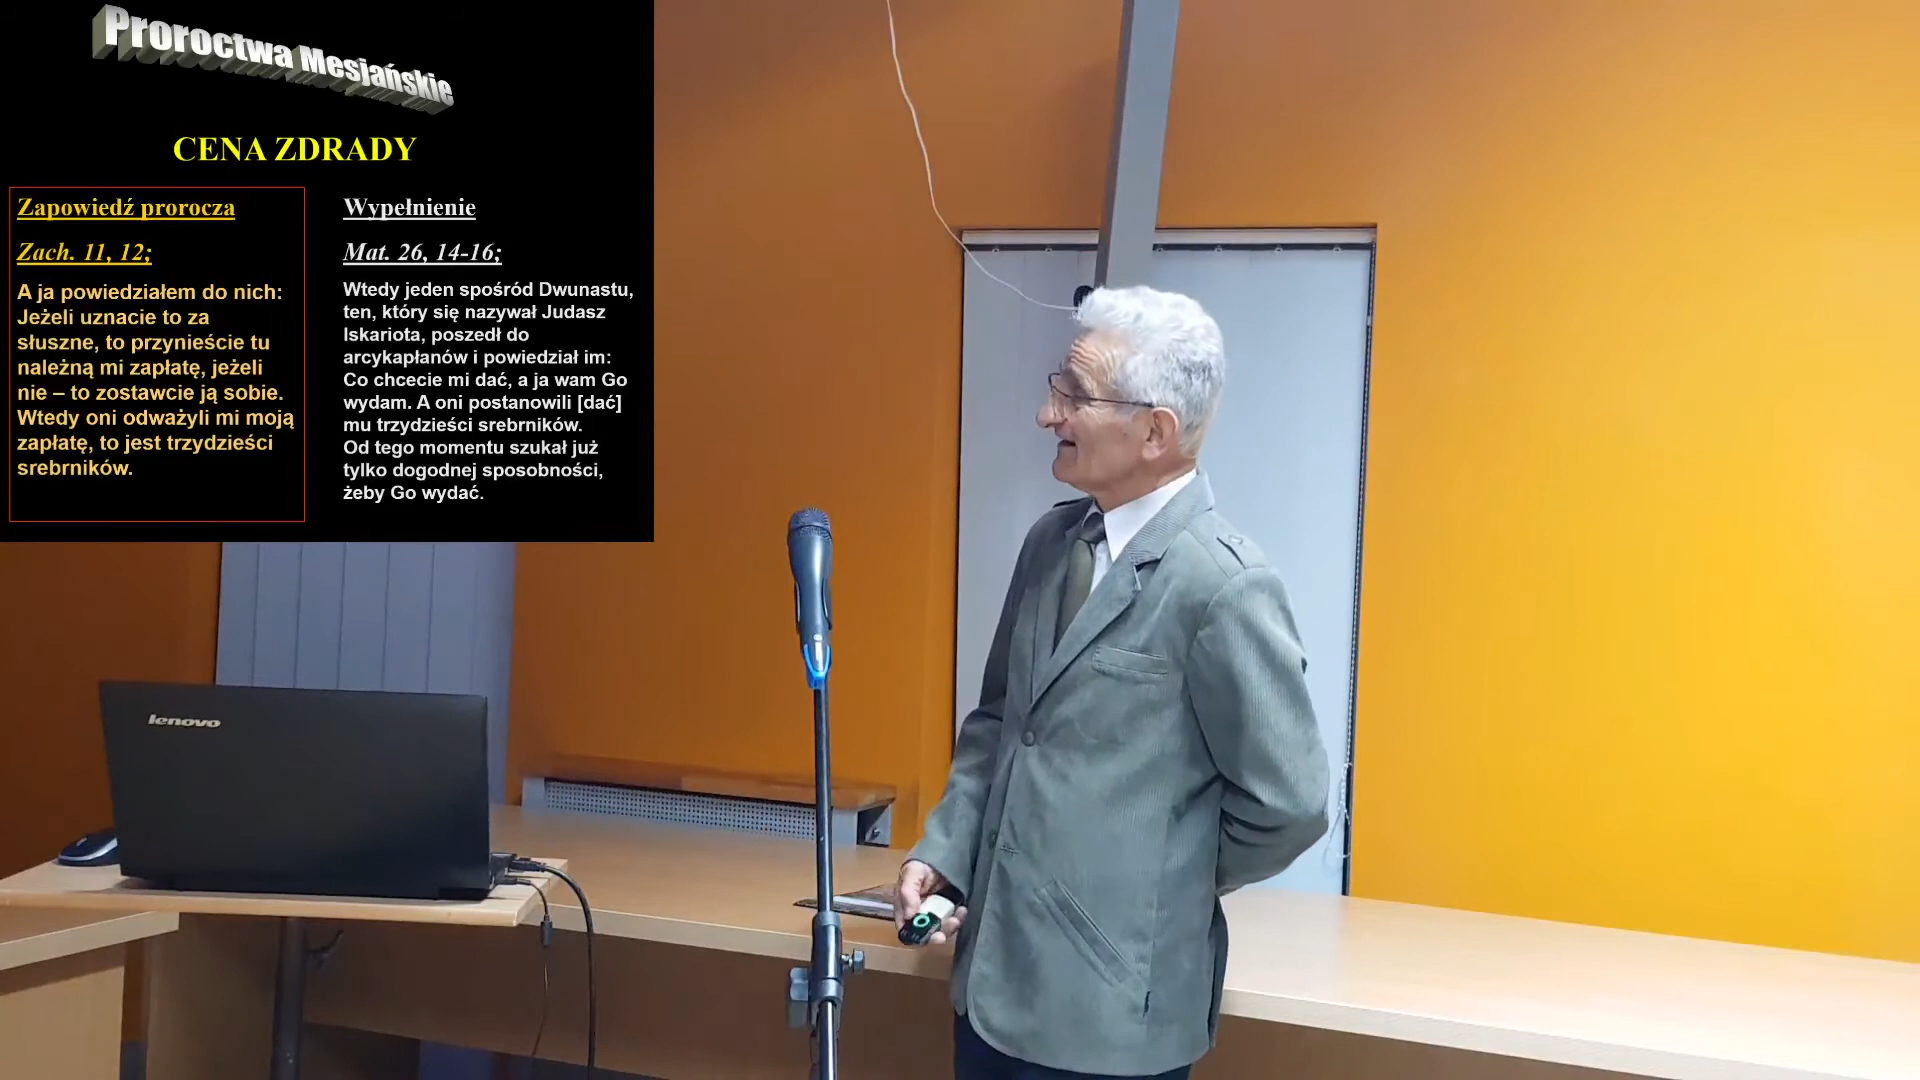 Proroctwa Mesjańskie
CENA ZDRADY
Zapowiedź prorocza
Zach. 11, 12;
A ja powiedziałem do nich:
Jeżeli uznacie to za
słuszne, to przynieście tu
należną mi zapłatę, jeżeli
nie – to zostawcie ją sobie.
Wtedy oni odważyli mi moją
zapłatę, to jest trzydzieści
srebrników.
Wypełnienie
Mat. 26, 14-16;
Wtedy jeden spośród Dwunastu,
ten, który się nazywał Judasz
Iskariota, poszedł do
arcykapłanów i powiedział im:
Co chcecie mi dać, a ja wam Go
wydam. A oni postanowili [dać]
mu trzydzieści srebrników.
Od tego momentu szukał już
tylko dogodnej sposobności,
żeby Go wydać.
lenovo